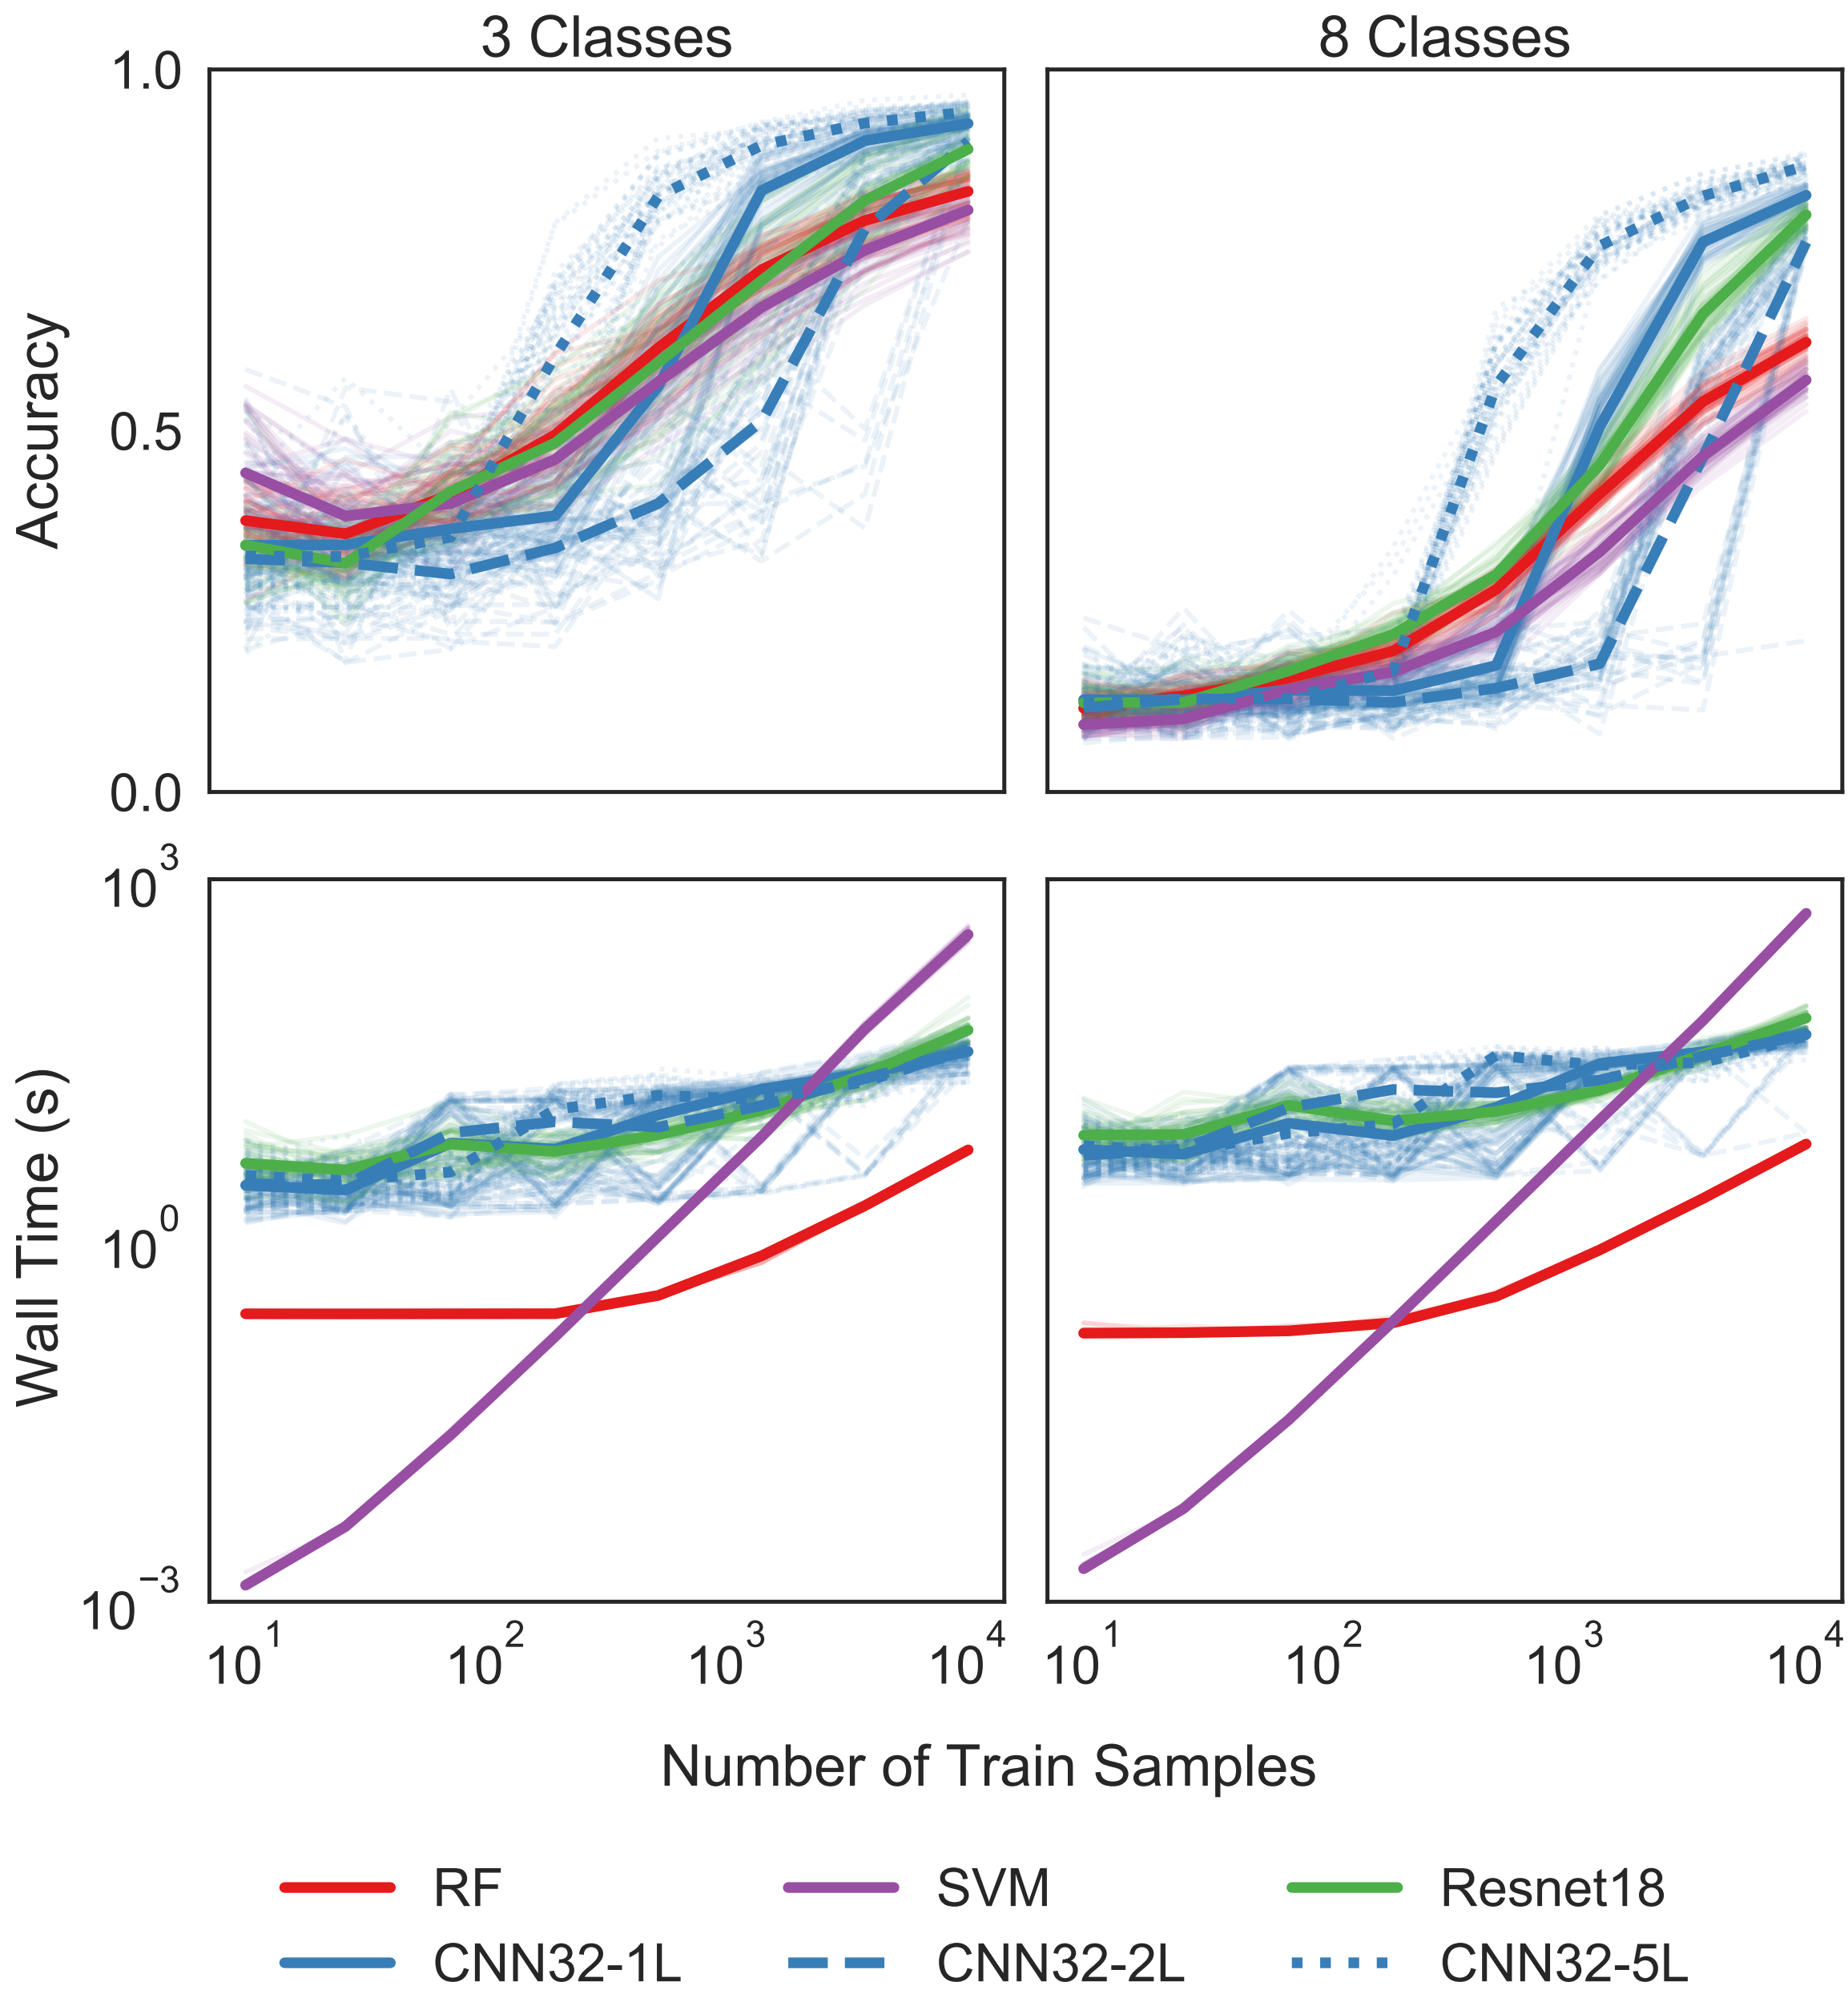 3 Classes 8 Classes
1.0
0.5
0.0
Accuracy
10^3
10^0
10^-3
Wall Time (s)
10^1 10^2 10^3 10^4 10^1 10^2 10^3 10^4
Number of Train Samples
RF SVM Resnet18
CNN32-1L CNN32-2L CNN32-5L